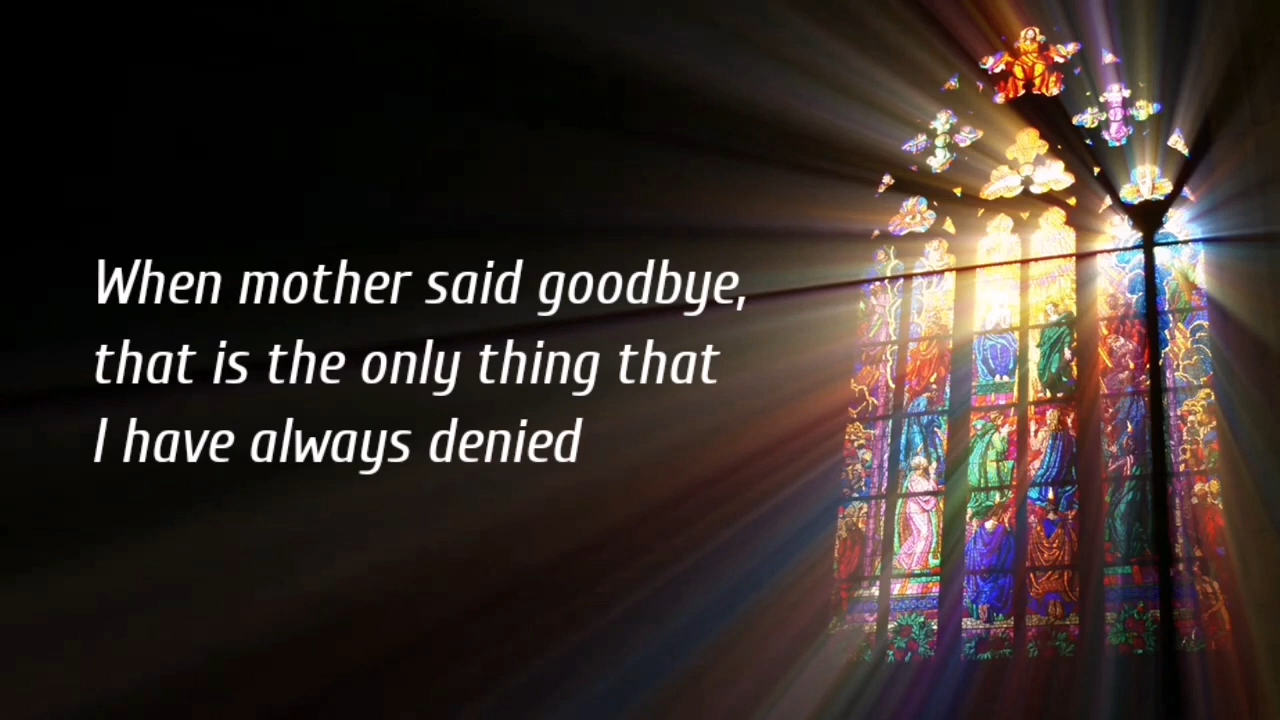 When mother said goodbye,
that is the only thing that
I have always denied